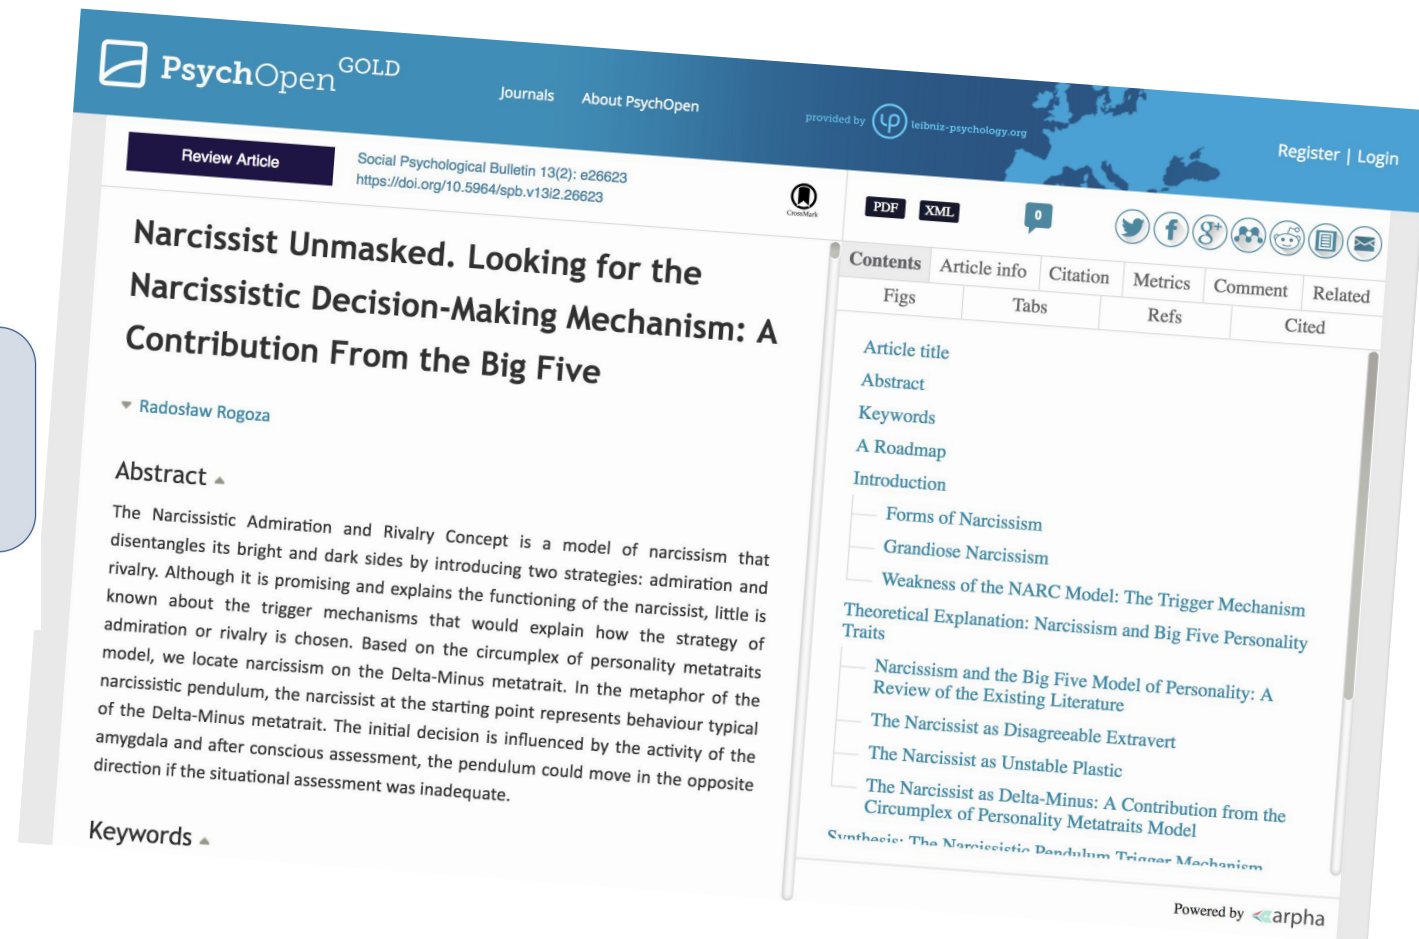 PsychOpen GOLD
Journals
About PsychOpen
provided by
leibniz-psychology.org
Register | Login
Review Article
Social Psychological Bulletin 13(2): e26623
https://doi.org/10.5964/spb.v13i2.26623
CrossMark
PDF
XML
0
Narcissist Unmasked. Looking for the
Narcissistic Decision-Making Mechanism: A
Contribution From the Big Five
Radosław Rogoza
Abstract
The Narcissistic Admiration and Rivalry Concept is a model of narcissism that
disentangles its bright and dark sides by introducing two strategies: admiration and
rivalry. Although it is promising and explains the functioning of the narcissist, little is
known about the trigger mechanisms that would explain how the strategy of
admiration or rivalry is chosen. Based on the circumplex of personality metatraits
model, we locate narcissism on the Delta-Minus metatrait. In the metaphor of the
narcissistic pendulum, the narcissist at the starting point represents behaviour typical
of the Delta-Minus metatrait. The initial decision is influenced by the activity of the
amygdala and after conscious assessment, the pendulum could move in the opposite
direction if the situational assessment was inadequate.
Keywords
Contents
Article info
Citation
Metrics
Comment
Related
Figs
Tabs
Refs
Cited
Article title
Abstract
Keywords
A Roadmap
Introduction
Forms of Narcissism
Grandiose Narcissism
Weakness of the NARC Model: The Trigger Mechanism
Theoretical Explanation: Narcissism and Big Five Personality
Traits
Narcissism and the Big Five Model of Personality: A
Review of the Existing Literature
The Narcissist as Disagreeable Extravert
The Narcissist as Unstable Plastic
The Narcissist as Delta-Minus: A Contribution from the
Circumplex of Personality Metatraits Model
Synthesis: The Narcissistic Pendulum Trigger Mechanism
Powered by arpha